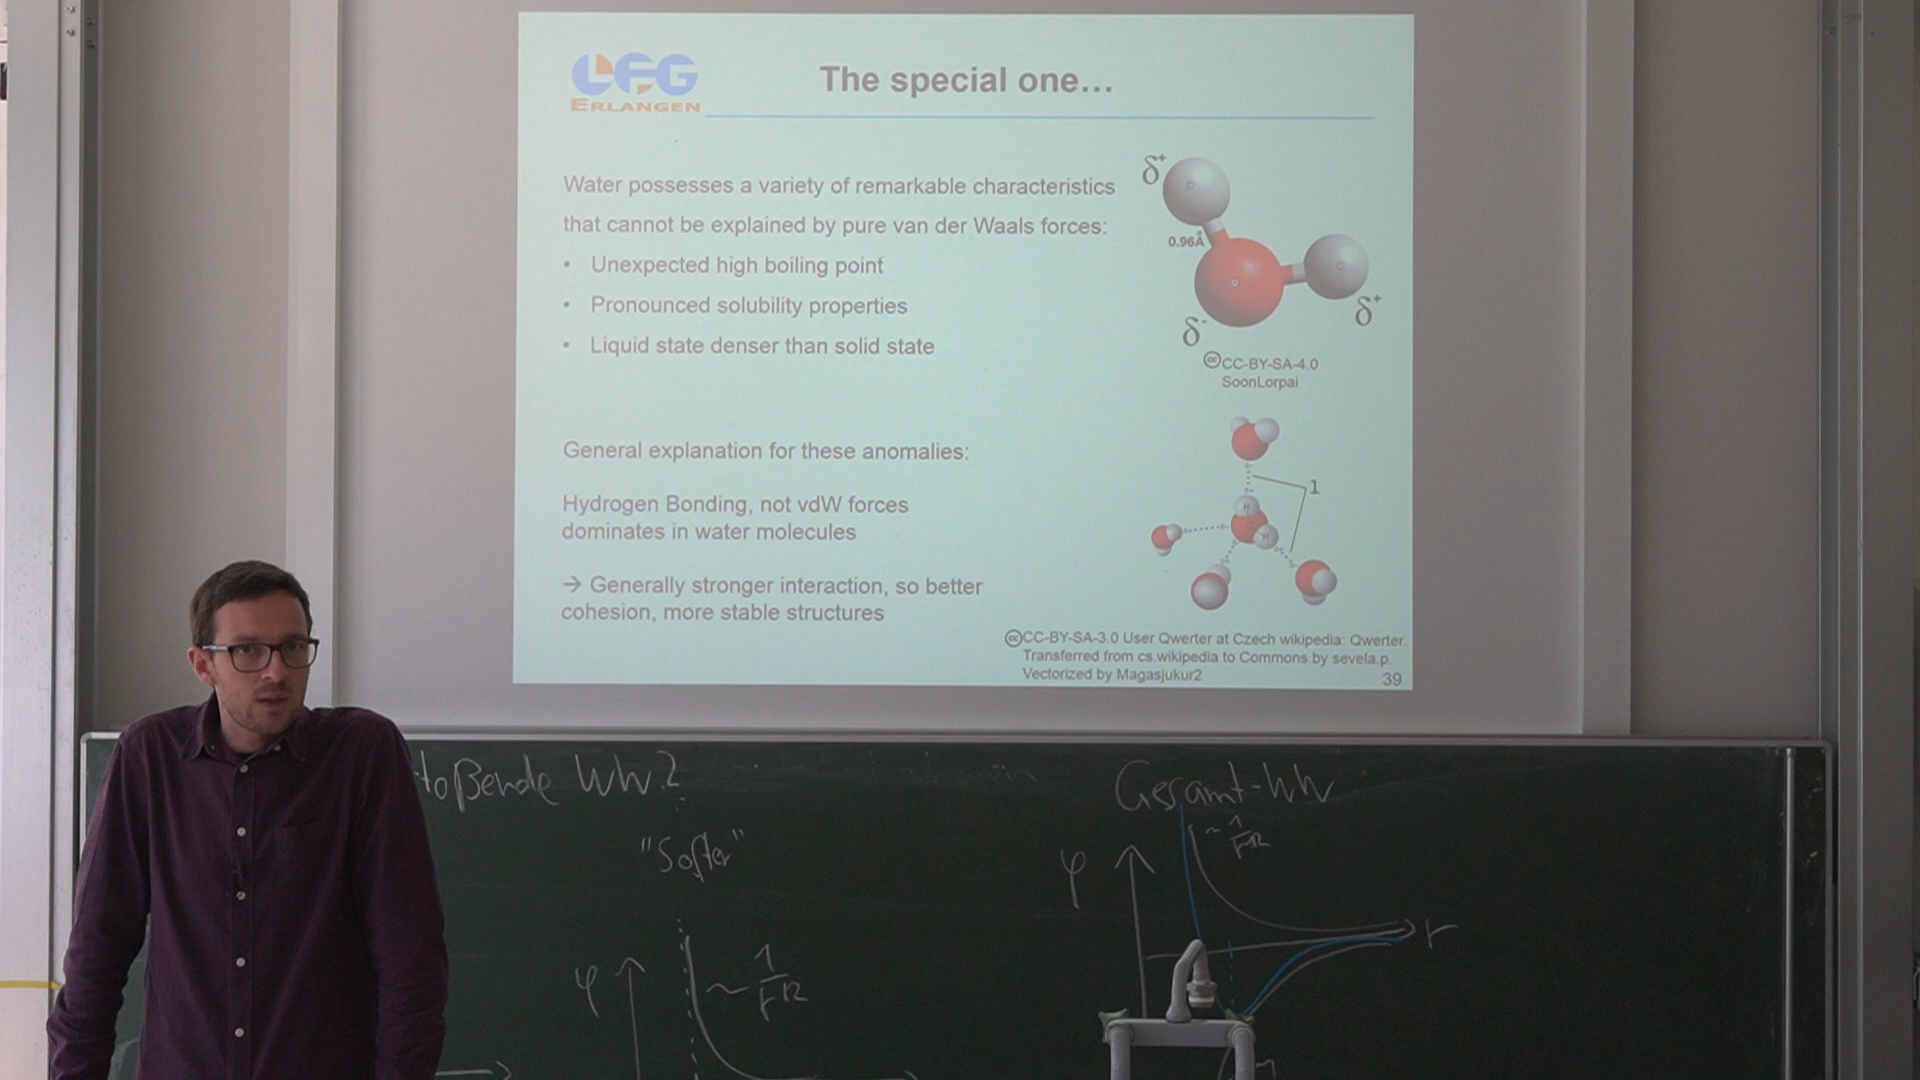 LFG
ERLANGEN
The special one...
Water possesses a variety of remarkable characteristics
that cannot be explained by pure van der Waals forces:
• Unexpected high boiling point
• Pronounced solubility properties
• Liquid state denser than solid state
General explanation for these anomalies:
Hydrogen Bonding, not vdW forces
dominates in water molecules
→ Generally stronger interaction, so better
cohesion, more stable structures
δ+
0.96Å
δ+
δ-
CC-BY-SA-4.0
SoonLorpai
1
H
H
CC-BY-SA-3.0 User Qwerter at Czech wikipedia: Qwerter.
Transferred from cs.wikipedia to Commons by sevela.p.
Vectorized by Magasjukur2
39
toßende WW?
"Softer"
φ
~ 1/r12
Gesamt-WW
φ
~ 1/r12
r